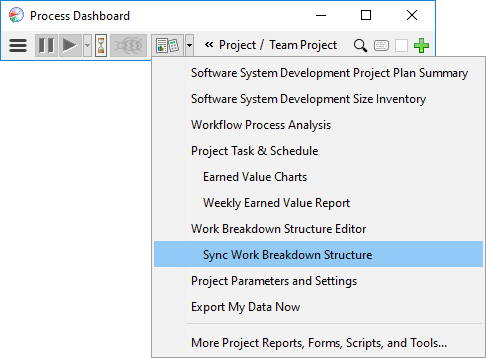 Process Dashboard
« Project / Team Project
Software System Development Project Plan Summary
Software System Development Size Inventory
Workflow Process Analysis
Project Task & Schedule
Earned Value Charts
Weekly Earned Value Report
Work Breakdown Structure Editor
Sync Work Breakdown Structure
Project Parameters and Settings
Export My Data Now
More Project Reports, Forms, Scripts, and Tools...